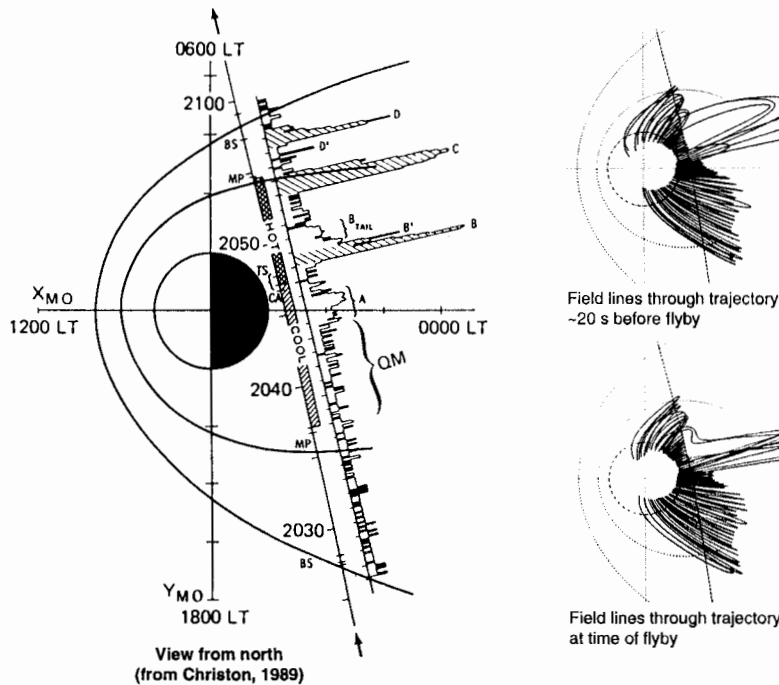 0600 LT
2100
BS
D
D'
C
MP
HOT
B
TAIL
B'
B
2050
TS
CA
A
X MO
1200 LT
0000 LT
COOL
QM
2040
MP
2030
BS
Y MO
1800 LT
View from north
(from Christon, 1989)
Field lines through trajectory
~20 s before flyby
Field lines through trajectory
at time of flyby